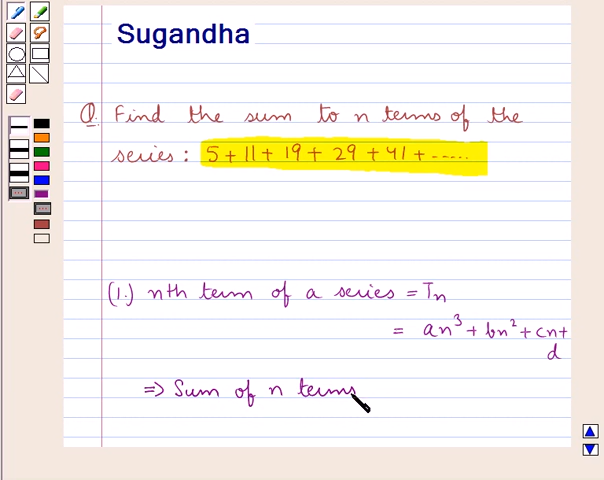 Sugandha
Q. Find the sum to n terms of the
series: 5 + 11 + 19 + 29 + 41 + .....
(1.) nth term of a series = Tn
= an³ + bn² + cn +
d
⇒ Sum of n terms